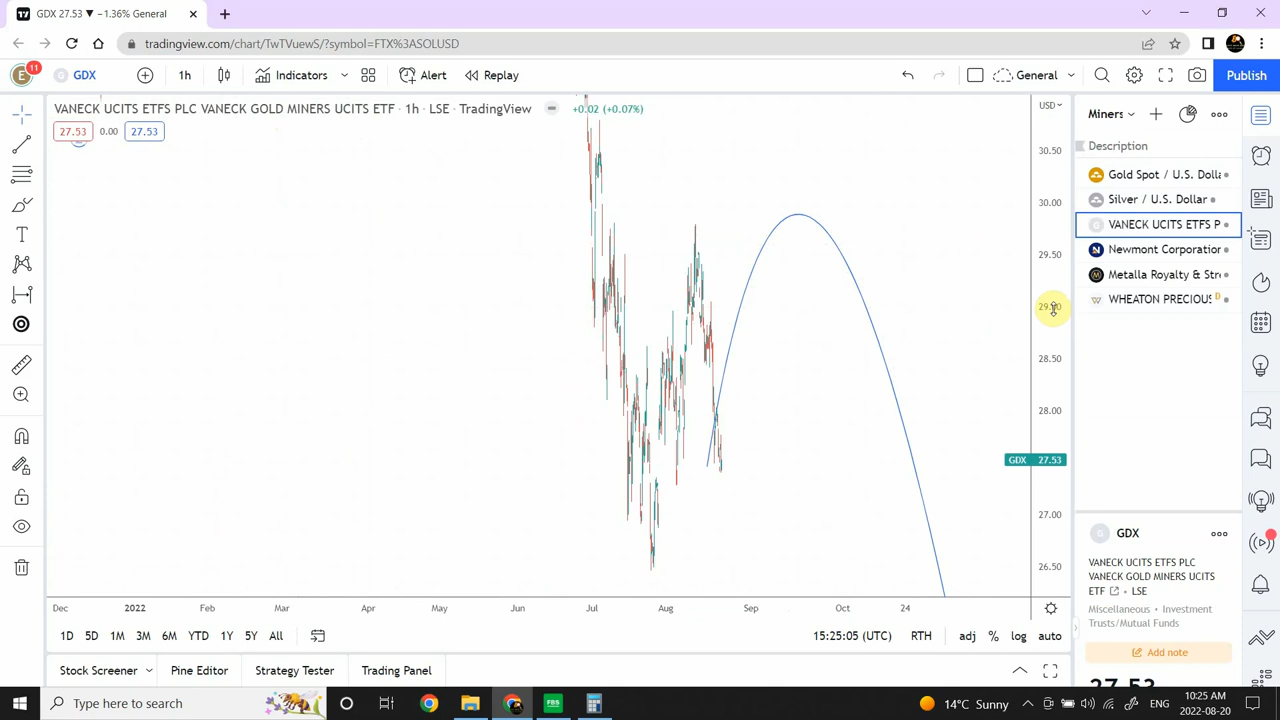 GDX 27.53 ▼ −1.36% General
tradingview.com/chart/TwTVuewS/?symbol=FTX%3ASOLUSD
E 11 GDX 1h Indicators Alert Replay General Publish
VANECK UCITS ETFS PLC VANECK GOLD MINERS UCITS ETF · 1h · LSE · TradingView +0.02 (+0.07%)
27.53 0.00 27.53
USD
30.50
30.00
29.50
28.50
28.00
GDX 27.53
27.00
26.50
Dec 2022 Feb Mar Apr May Jun Jul Aug Sep Oct 24
1D 5D 1M 3M 6M YTD 1Y 5Y All 15:25:05 (UTC) RTH adj % log auto
Stock Screener Pine Editor Strategy Tester Trading Panel
Miners
Description
Gold Spot / U.S. Dolla
Silver / U.S. Dollar
VANECK UCITS ETFS P
Newmont Corporation
Metalla Royalty & Str
WHEATON PRECIOUS D
GDX
VANECK UCITS ETFS PLC
VANECK GOLD MINERS UCITS
ETF · LSE
Miscellaneous · Investment
Trusts/Mutual Funds
Add note
27.53
Type here to search
FBS
14°C Sunny
ENG
10:25 AM
2022-08-20